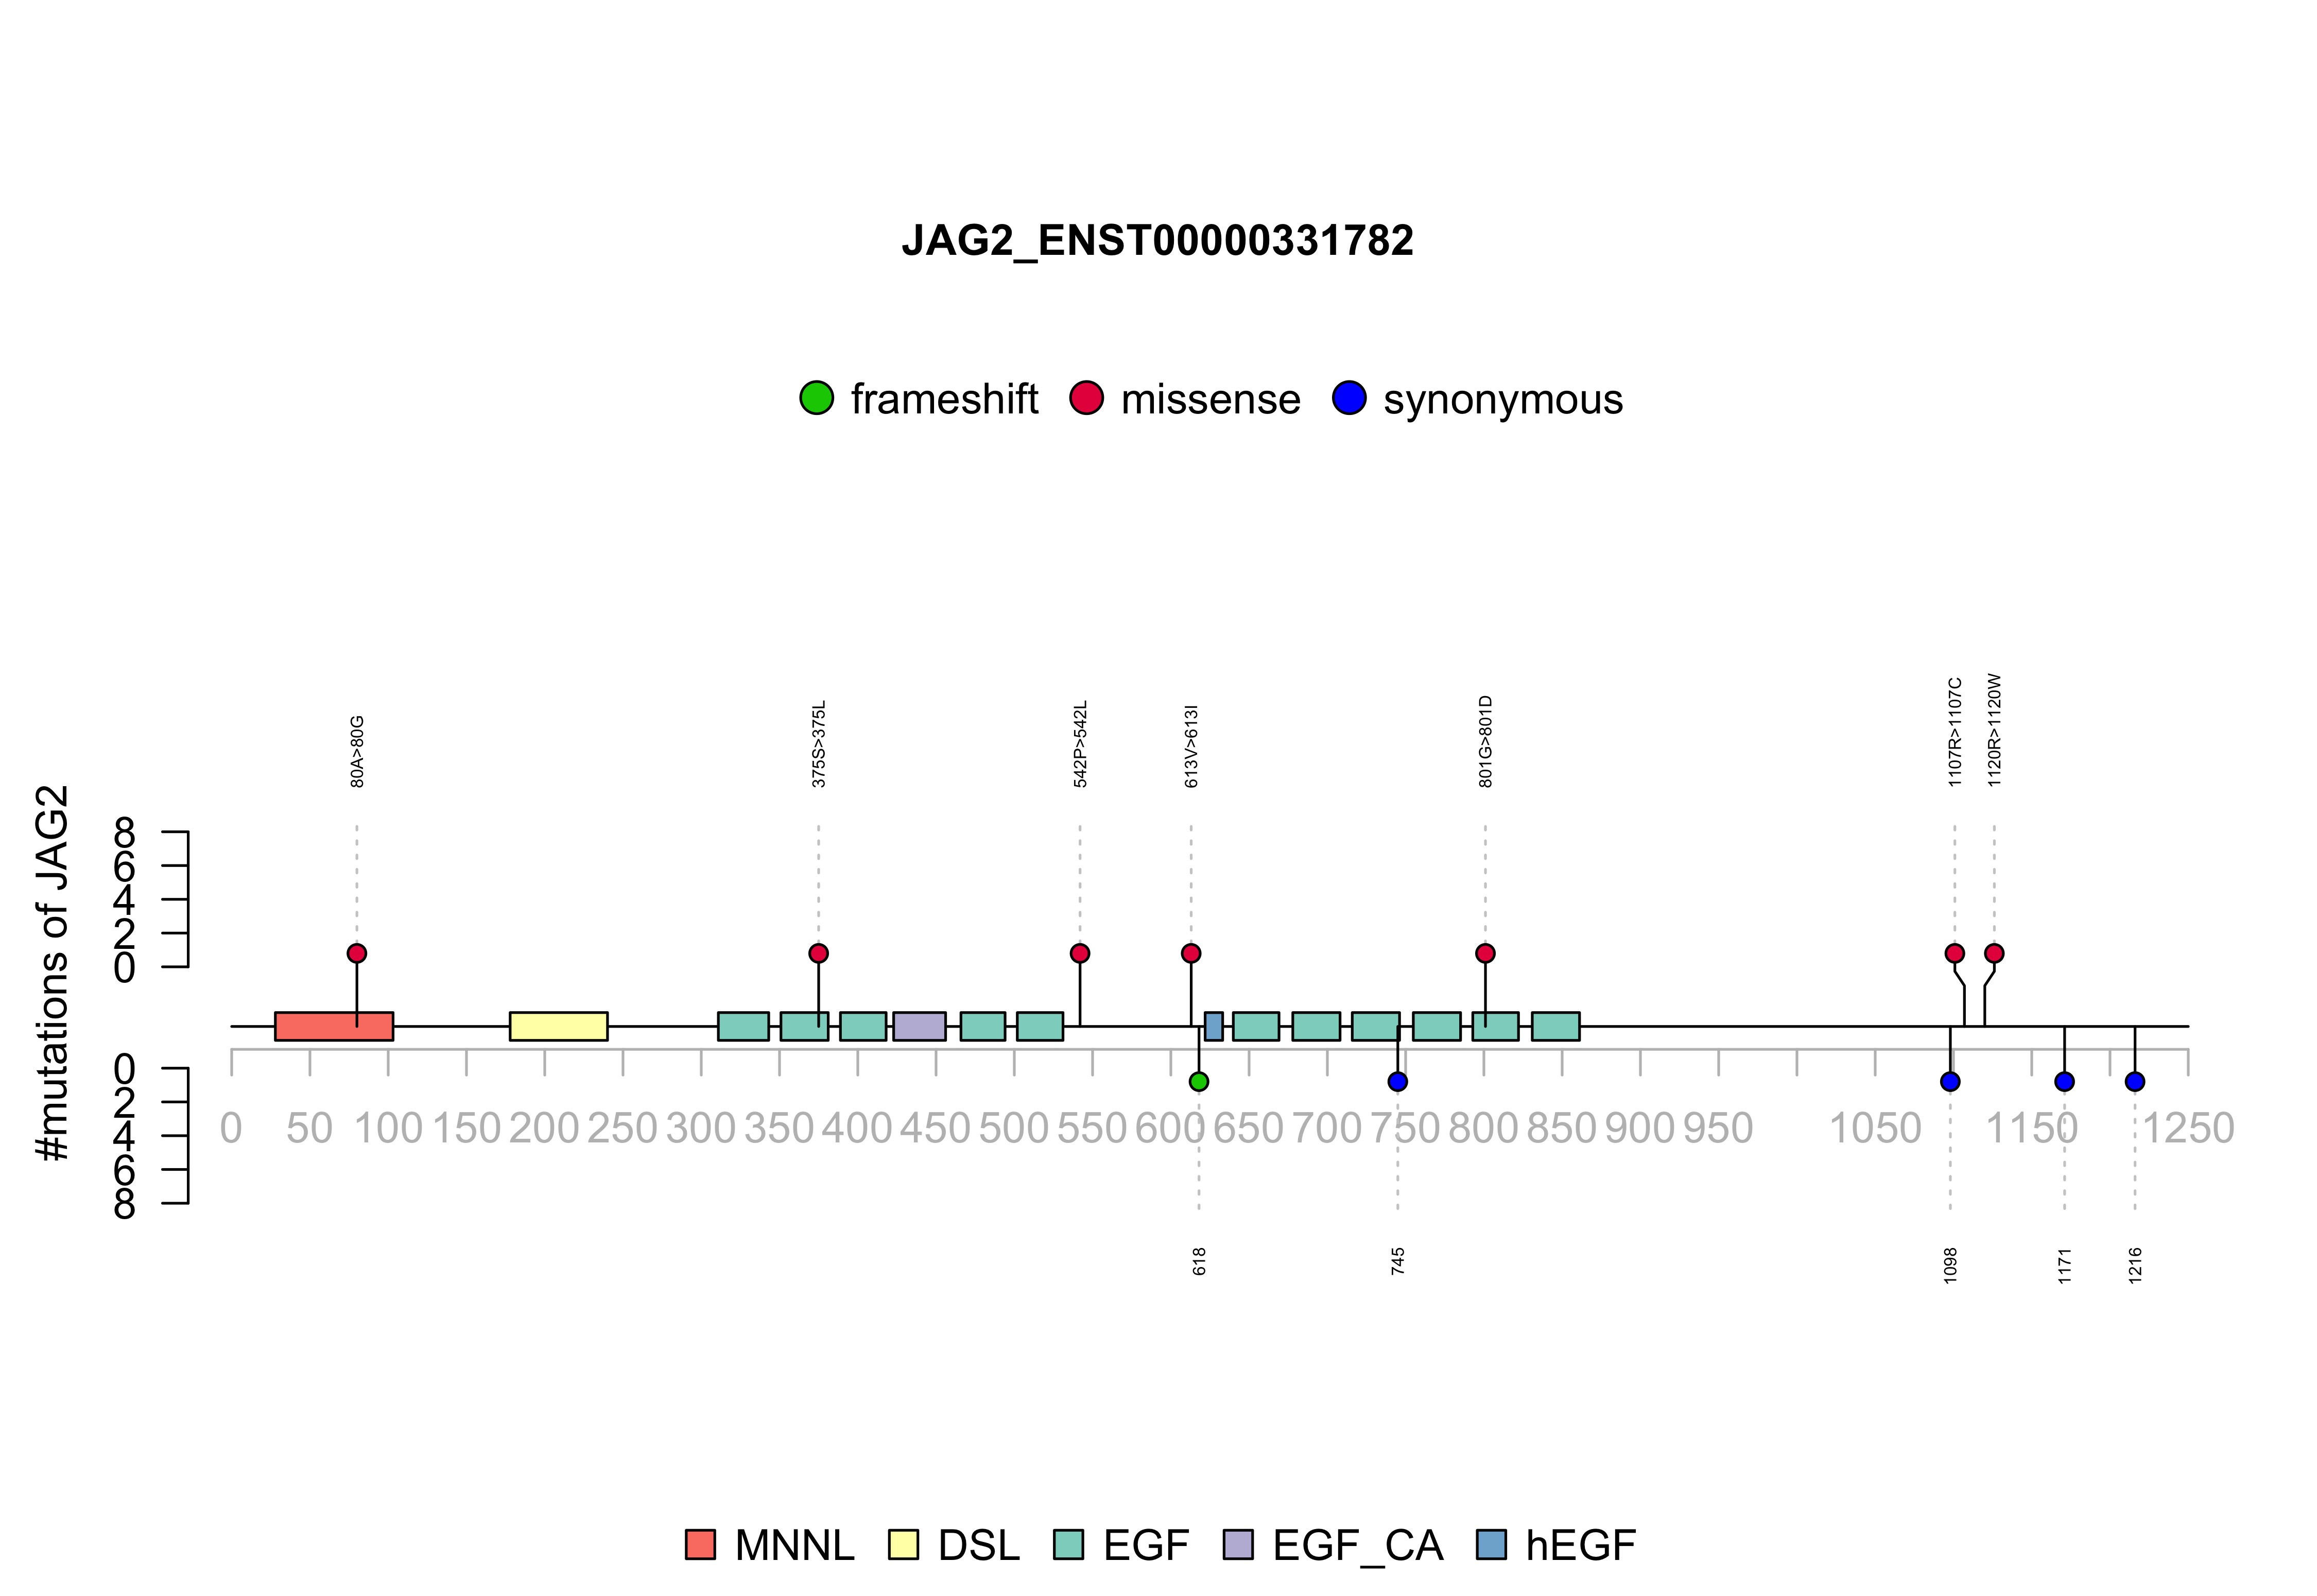 JAG2_ENST00000331782
frameshift missense synonymous
80A>80G
375S>375L
542P>542L
613V>613I
801G>801D
1107R>1107C
1120R>1120W
#mutations of JAG2
8
6
4
2
0
0
2
4
6
8
0 50 100 150 200 250 300 350 400 450 500 550 600 650 700 750 800 850 900 950 1050 1150 1250
618
745
1098
1171
1216
MNNL DSL EGF EGF_CA hEGF